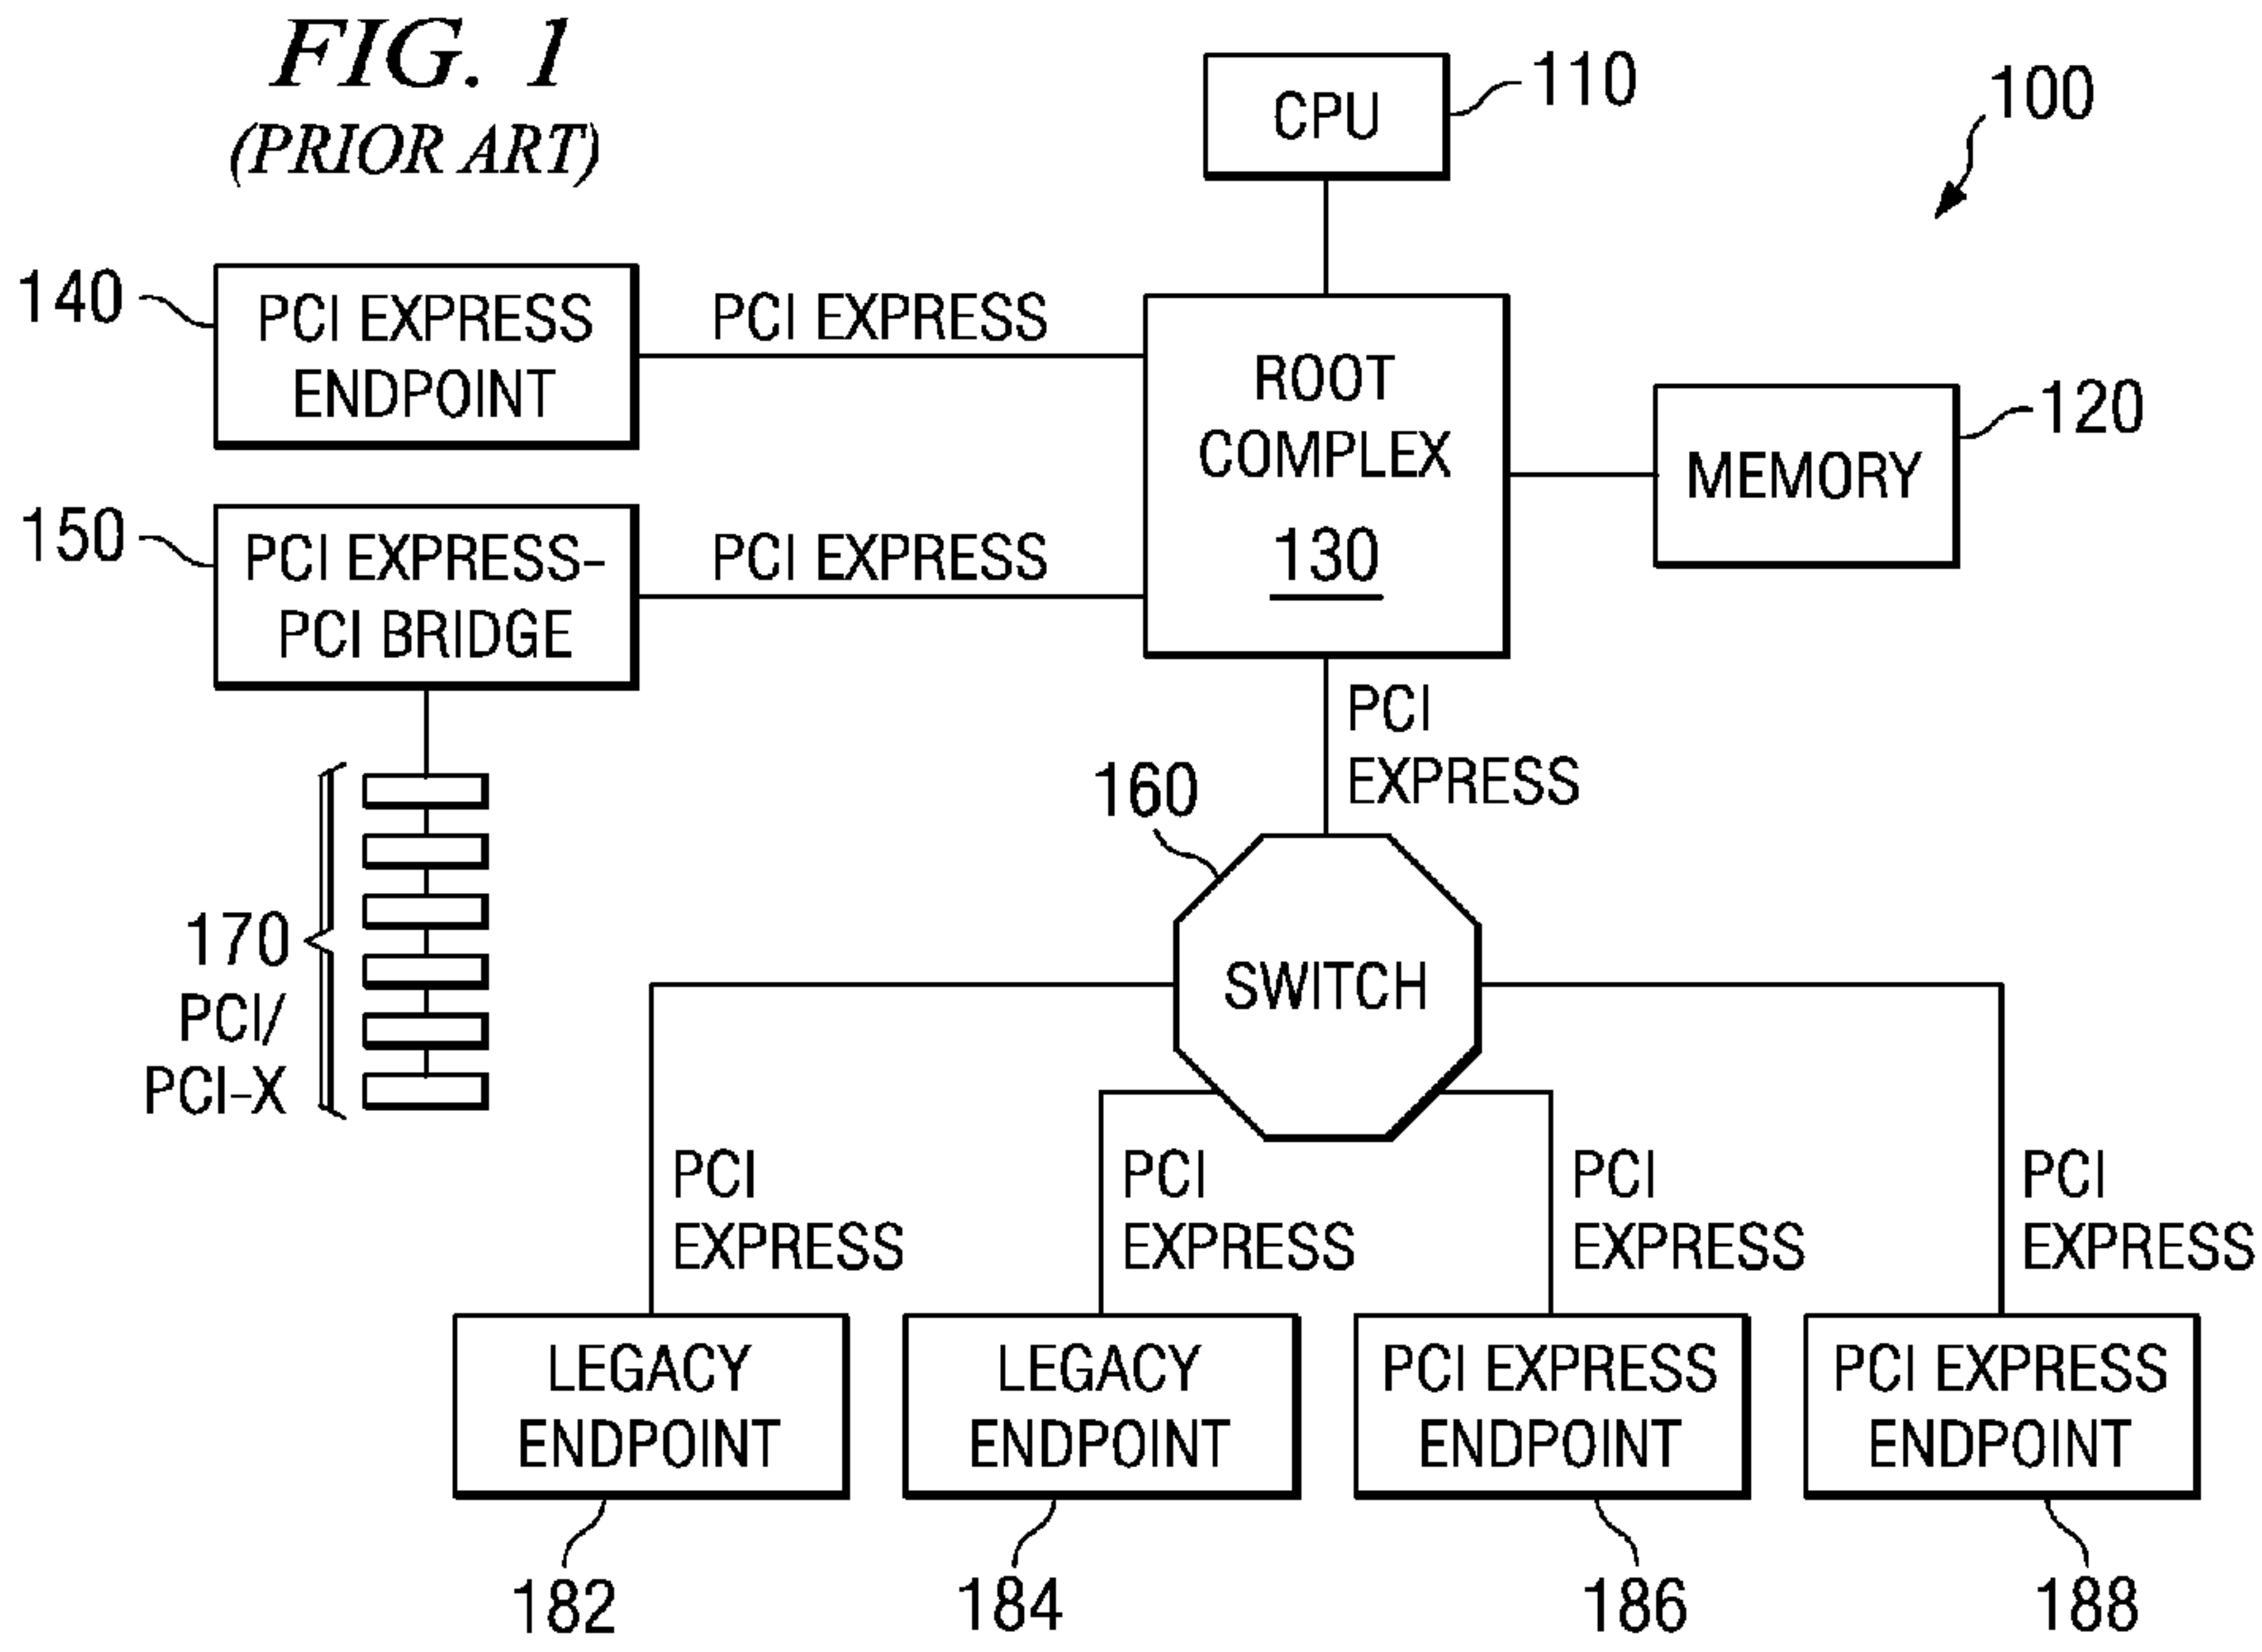 FIG. 1
(PRIOR ART)
CPU
110
100
140
PCI EXPRESS
ENDPOINT
PCI EXPRESS
ROOT
COMPLEX
130
MEMORY
120
150
PCI EXPRESS-
PCI BRIDGE
PCI EXPRESS
PCI
EXPRESS
160
SWITCH
170
PCI/
PCI-X
PCI
EXPRESS
PCI
EXPRESS
PCI
EXPRESS
PCI
EXPRESS
LEGACY
ENDPOINT
LEGACY
ENDPOINT
PCI EXPRESS
ENDPOINT
PCI EXPRESS
ENDPOINT
182
184
186
188